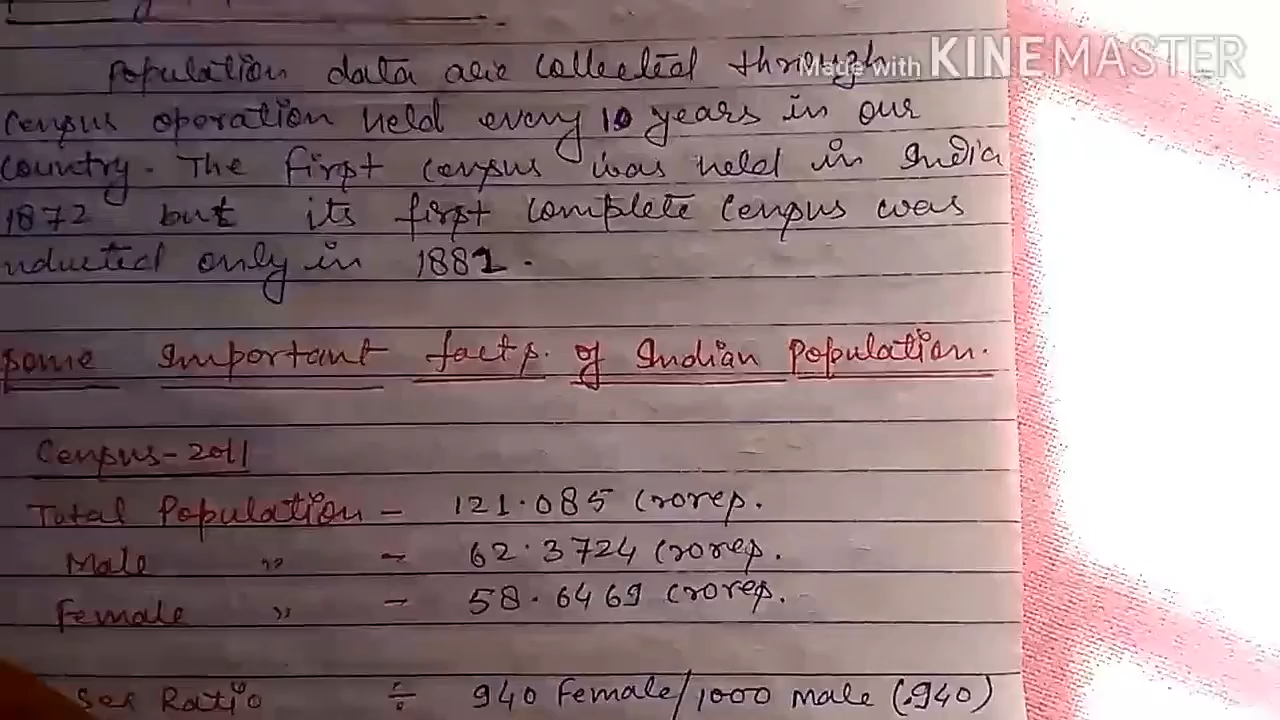 Population data are collected through
Made with KINEMASTER
Census operation held every 10 years in our
country. The first census was held in India
1872 but its first complete census was
nducted only in 1881.
Some Important facts. of Indian Population.
Census-2011
Total Population - 121.085 Crores.
Male " - 62.3724 Crores.
Female " - 58.6469 Crores.
Sex Ratio ÷ 940 Female/1000 male (.940)